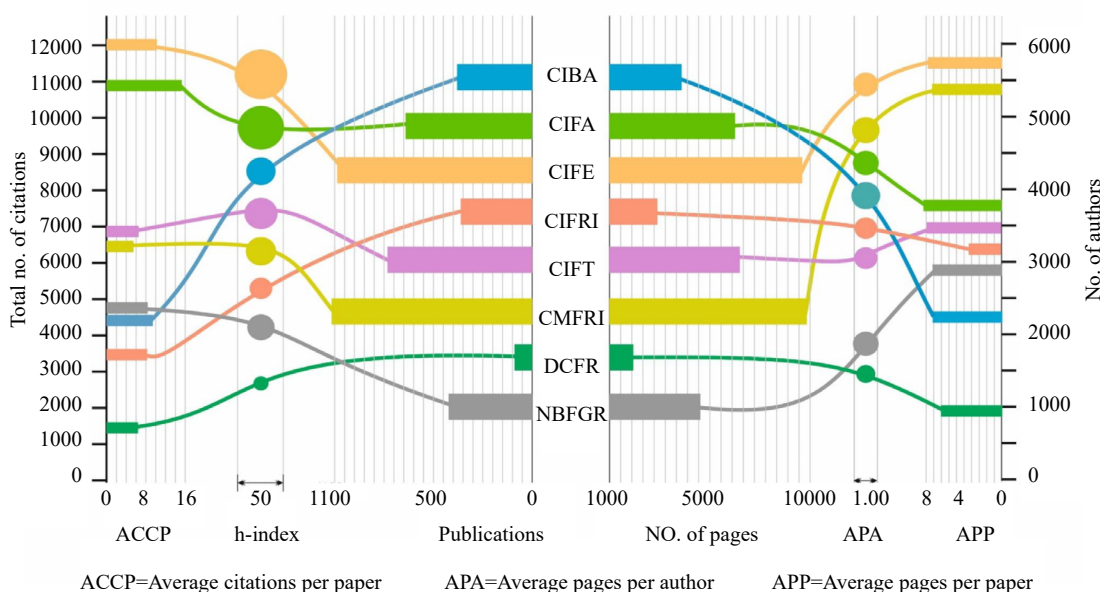 Total no. of citations
12000
11000
10000
9000
8000
7000
6000
5000
4000
3000
2000
1000
0
CIBA
CIFA
CIFE
CIFRI
CIFT
CMFRI
DCFR
NBFGR
6000
5000
4000
3000
2000
1000
0
No. of authors
0 8 16 50 1100 500 0 1000 5000 10000 1.00 8 4 0
ACCP h-index Publications NO. of pages APA APP
ACCP=Average citations per paper APA=Average pages per author APP=Average pages per paper